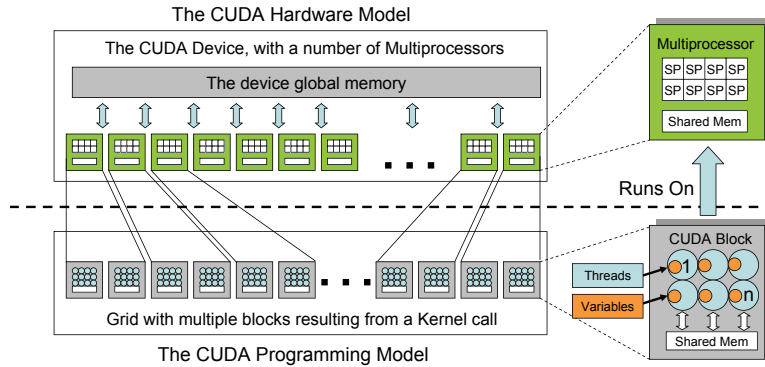 The CUDA Hardware Model
The CUDA Device, with a number of Multiprocessors
The device global memory
Multiprocessor
SP SP SP SP
SP SP SP SP
Shared Mem
Runs On
CUDA Block
Threads
1
Variables
n
Shared Mem
Grid with multiple blocks resulting from a Kernel call
The CUDA Programming Model